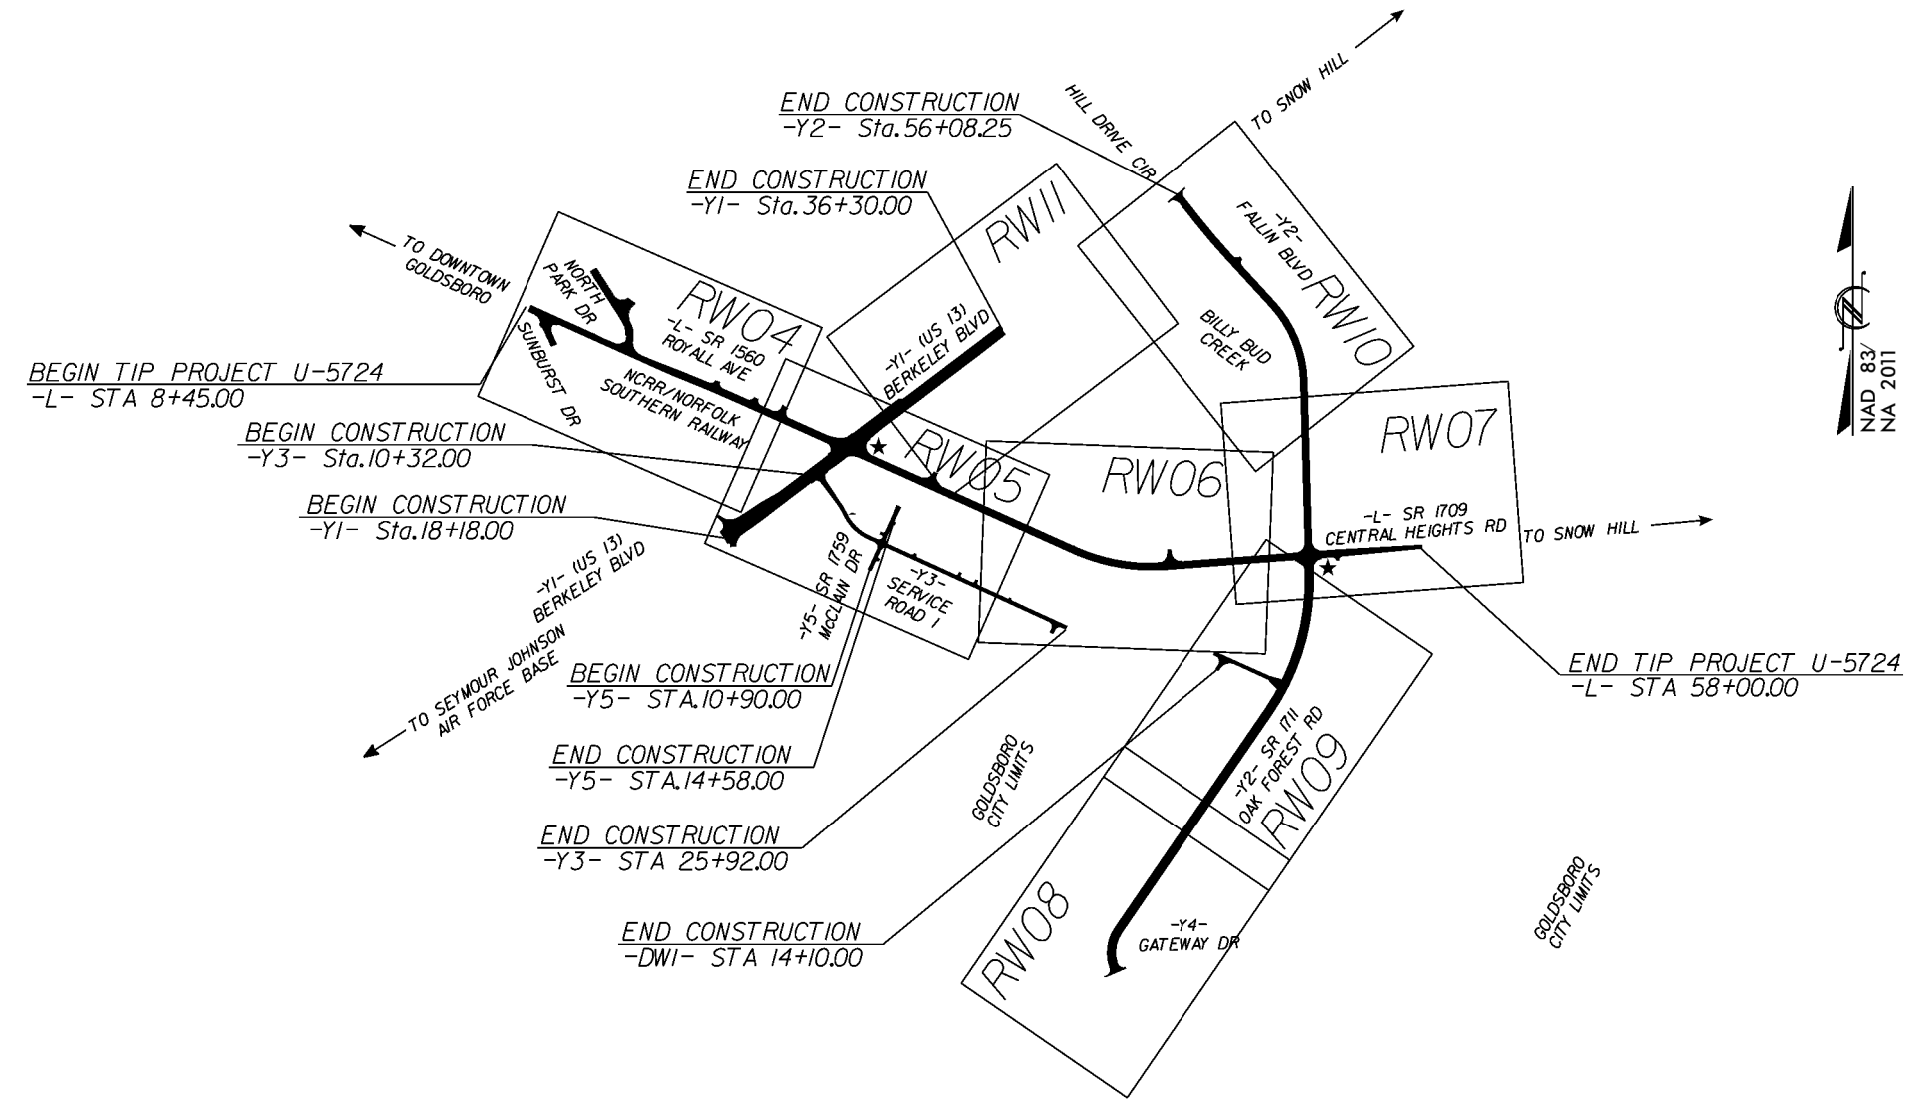 TO SNOW HILL
HILL DRIVE CIR
END CONSTRUCTION
-Y2- Sta.56+08.25
END CONSTRUCTION
-Y1- Sta.36+30.00
RW11
-Y2-
FALLIN BLVD
RW10
TO DOWNTOWN
GOLDSBORO
NORTH
PARK DR
RW04
-L- SR 1560
ROYALL AVE
SUNBURST DR
-Y1- (US 13)
BERKELEY BLVD
BILLY BUD
CREEK
NAD 83/
NA 2011
BEGIN TIP PROJECT U-5724
-L- STA 8+45.00
NCRR/NORFOLK
SOUTHERN RAILWAY
BEGIN CONSTRUCTION
-Y3- Sta.10+32.00
RW05
RW06
RW07
BEGIN CONSTRUCTION
-Y1- Sta.18+18.00
-L- SR 1709
CENTRAL HEIGHTS RD
TO SNOW HILL
-Y1- (US 13)
BERKELEY BLVD
-Y5- SR 1759
McCLAIN DR
-Y3-
SERVICE
ROAD 1
TO SEYMOUR JOHNSON
AIR FORCE BASE
BEGIN CONSTRUCTION
-Y5- STA.10+90.00
END TIP PROJECT U-5724
-L- STA 58+00.00
END CONSTRUCTION
-Y5- STA.14+58.00
GOLDSBORO
CITY LIMITS
-Y2- SR 1711
OAK FOREST RD
RW09
END CONSTRUCTION
-Y3- STA 25+92.00
RW08
END CONSTRUCTION
-DW1- STA 14+10.00
-Y4-
GATEWAY DR
GOLDSBORO
CITY LIMITS